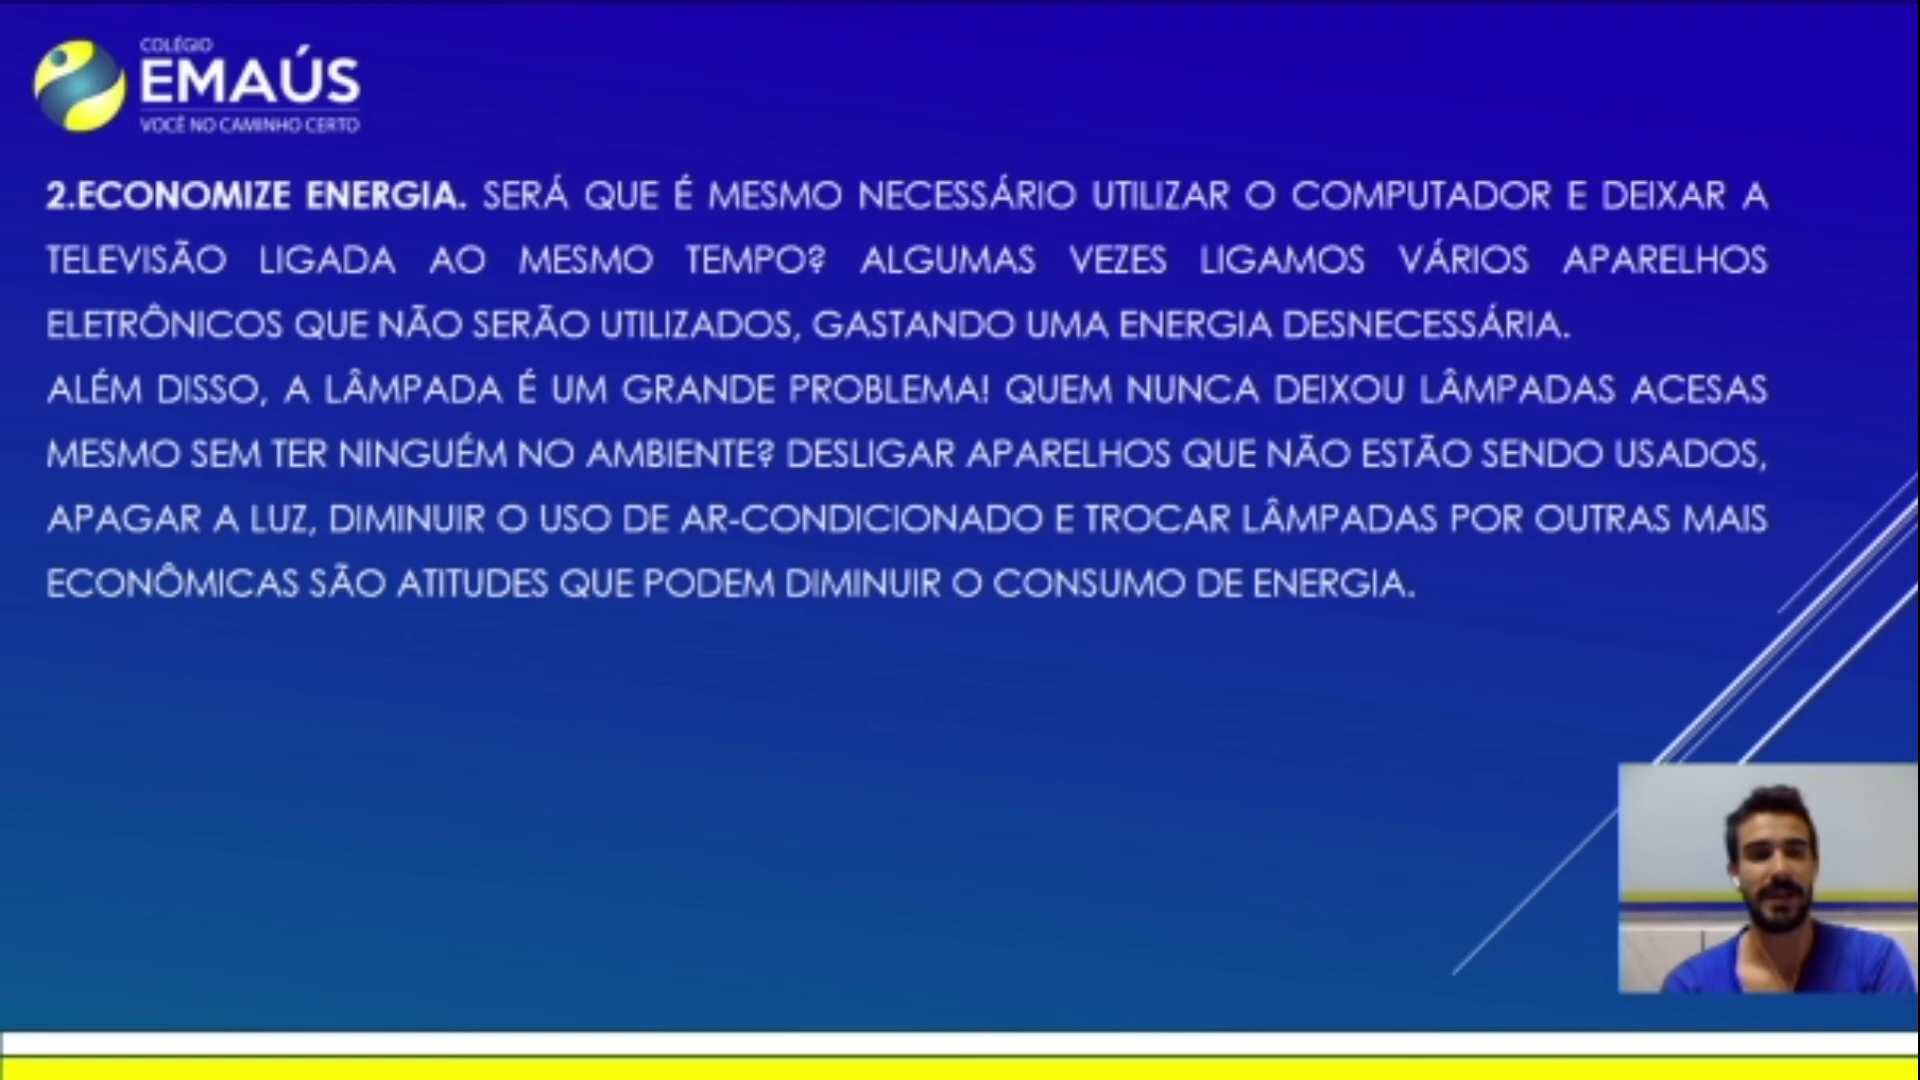 COLÉGIO
EMAÚS
VOCÊ NO CAMINHO CERTO
2.ECONOMIZE ENERGIA. SERÁ QUE É MESMO NECESSÁRIO UTILIZAR O COMPUTADOR E DEIXAR A
TELEVISÃO LIGADA AO MESMO TEMPO? ALGUMAS VEZES LIGAMOS VÁRIOS APARELHOS
ELETRÔNICOS QUE NÃO SERÃO UTILIZADOS, GASTANDO UMA ENERGIA DESNECESSÁRIA.
ALÉM DISSO, A LÂMPADA É UM GRANDE PROBLEMA! QUEM NUNCA DEIXOU LÂMPADAS ACESAS
MESMO SEM TER NINGUÉM NO AMBIENTE? DESLIGAR APARELHOS QUE NÃO ESTÃO SENDO USADOS,
APAGAR A LUZ, DIMINUIR O USO DE AR-CONDICIONADO E TROCAR LÂMPADAS POR OUTRAS MAIS
ECONÔMICAS SÃO ATITUDES QUE PODEM DIMINUIR O CONSUMO DE ENERGIA.